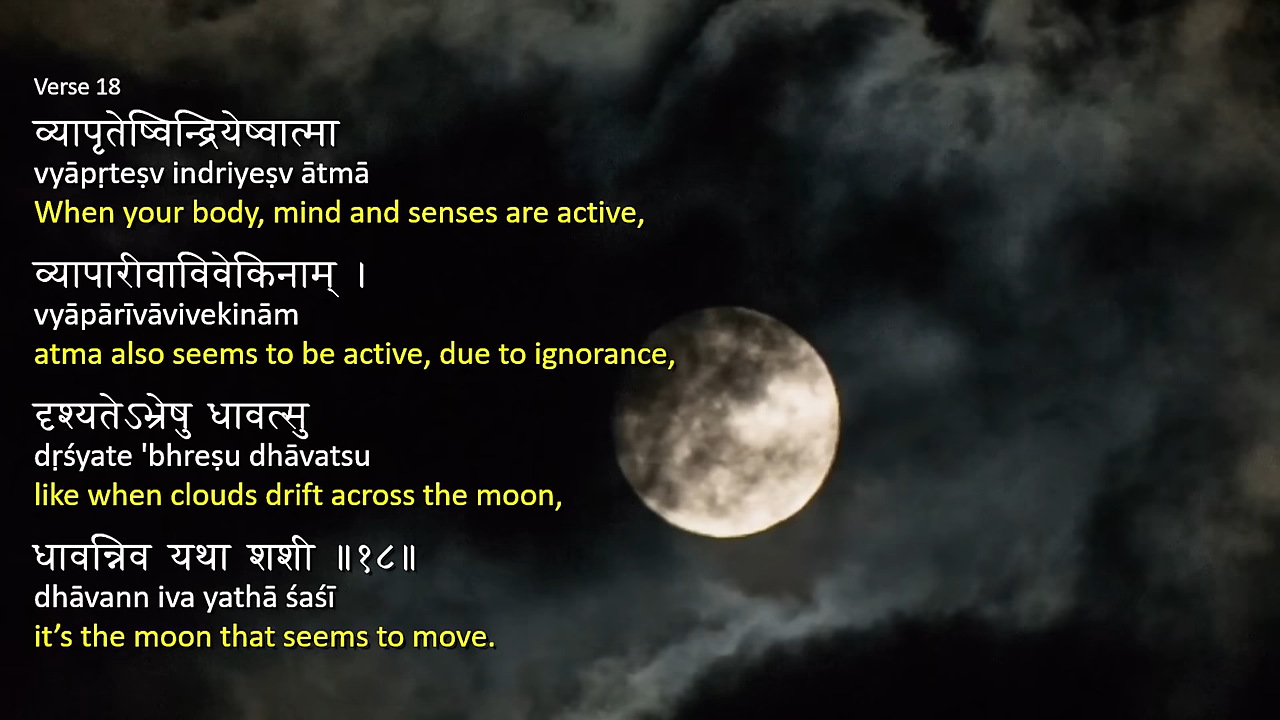 Verse 18
व्यापृतेष्विन्द्रियेष्वात्मा
vyāpṛteṣv indriyeṣv ātmā
When your body, mind and senses are active,
व्यापारीवाविवेकिनाम् ।
vyāpārīvāvivekinām
atma also seems to be active, due to ignorance,
दृश्यतेऽभ्रेषु धावत्सु
dṛśyate 'bhreṣu dhāvatsu
like when clouds drift across the moon,
धावन्निव यथा शशी ॥१८॥
dhāvann iva yathā śaśī
it’s the moon that seems to move.